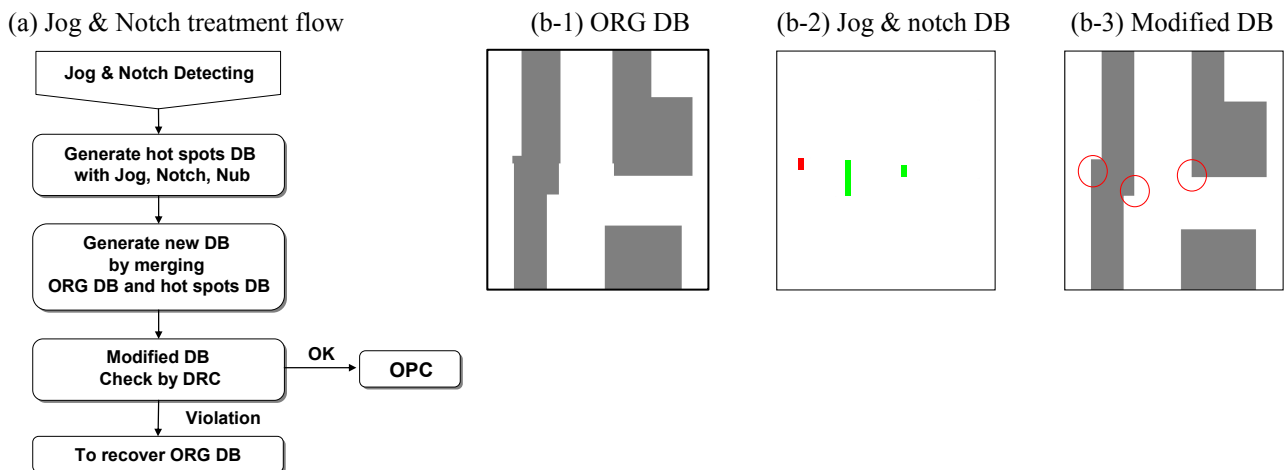 (a) Jog & Notch treatment flow
Jog & Notch Detecting
Generate hot spots DB
with Jog, Notch, Nub
Generate new DB
by merging
ORG DB and hot spots DB
Modified DB
Check by DRC
OK
OPC
Violation
To recover ORG DB
(b-1) ORG DB
(b-2) Jog & notch DB
(b-3) Modified DB